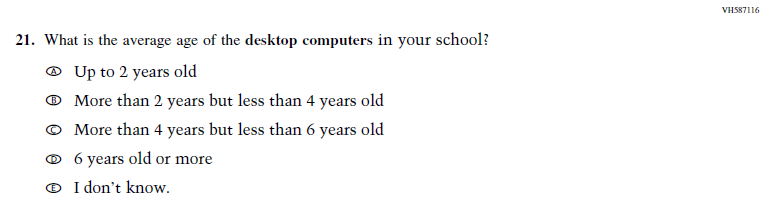 VH587116
21. What is the average age of the desktop computers in your school?
Ⓐ Up to 2 years old
Ⓑ More than 2 years but less than 4 years old
Ⓒ More than 4 years but less than 6 years old
Ⓓ 6 years old or more
Ⓔ I don't know.